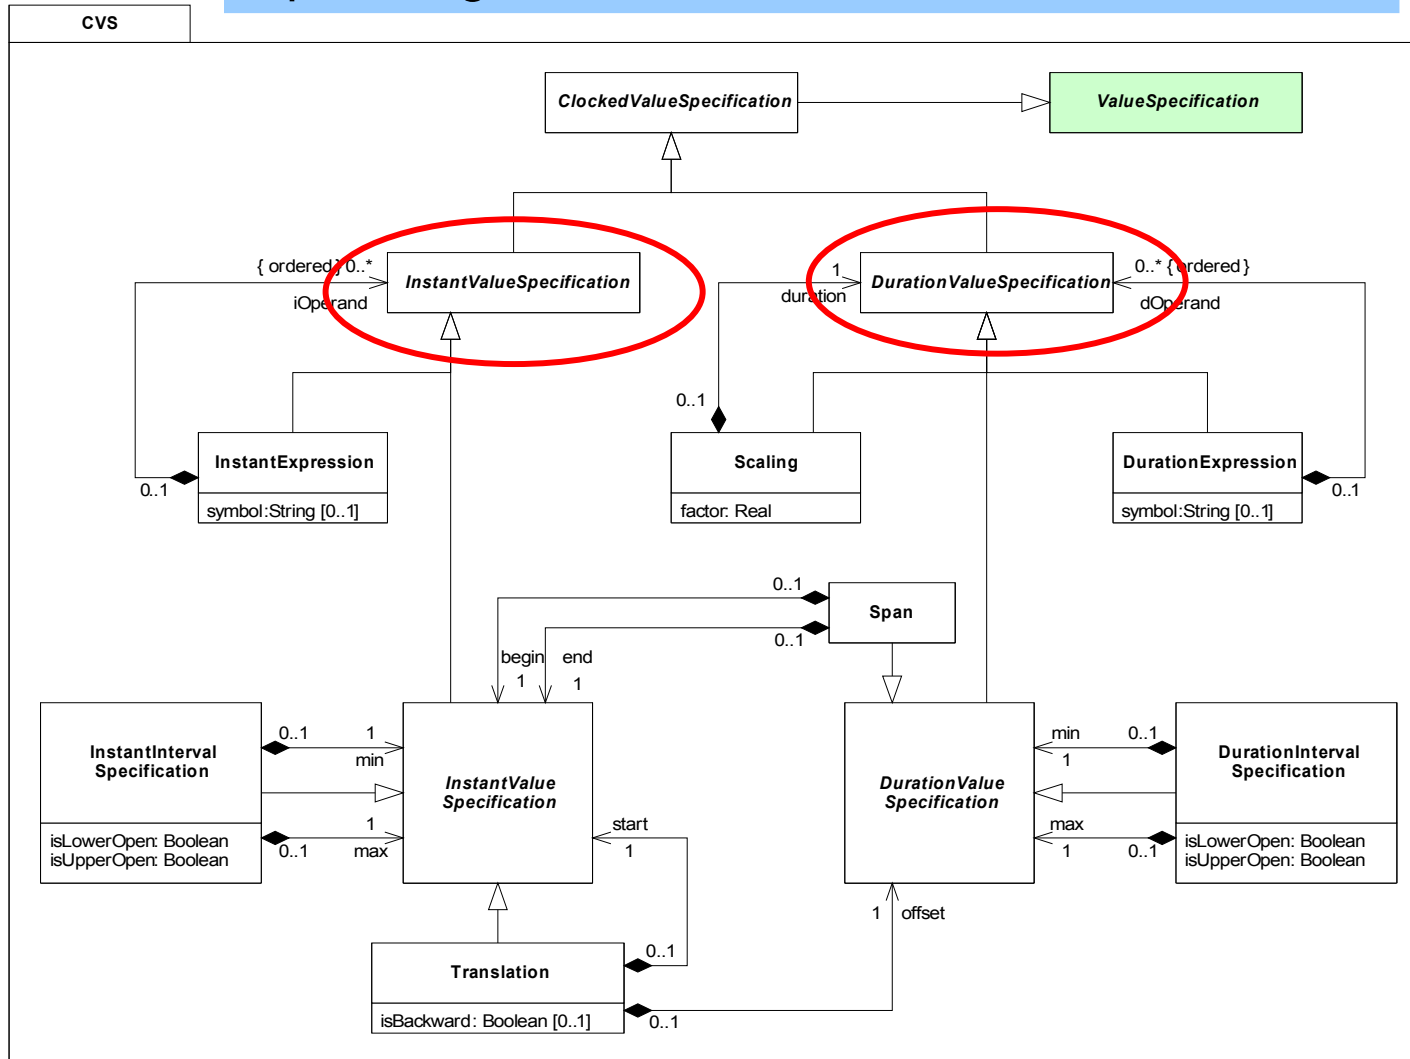 CVS
ClockedValueSpecification
ValueSpecification
{ ordered } 0..*
InstantValueSpecification
iOperand
1
duration
DurationValueSpecification
0..* { ordered }
dOperand
0..1
InstantExpression
symbol:String [0..1]
0..1
Scaling
factor: Real
DurationExpression
symbol:String [0..1]
0..1
0..1
0..1
Span
begin
1
end
1
InstantInterval
Specification
isLowerOpen: Boolean
isUpperOpen: Boolean
0..1
1
min
1
0..1
max
InstantValue
Specification
start
1
DurationValue
Specification
min
1
0..1
max
1
0..1
DurationInterval
Specification
isLowerOpen: Boolean
isUpperOpen: Boolean
1
offset
Translation
isBackward: Boolean [0..1]
0..1
0..1